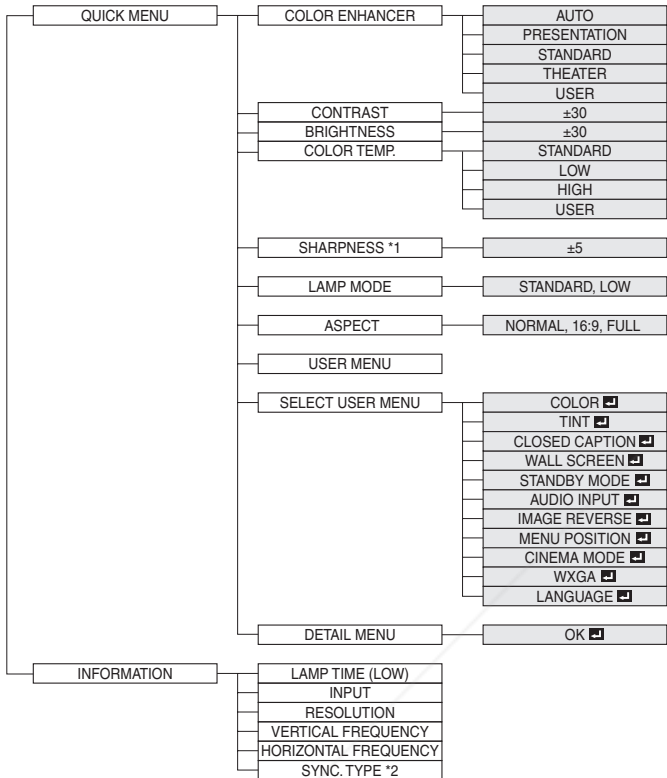 QUICK MENU
COLOR ENHANCER
AUTO
PRESENTATION
STANDARD
THEATER
USER
CONTRAST
±30
BRIGHTNESS
±30
COLOR TEMP.
STANDARD
LOW
HIGH
USER
SHARPNESS *1
±5
LAMP MODE
STANDARD, LOW
ASPECT
NORMAL, 16:9, FULL
USER MENU
SELECT USER MENU
COLOR
TINT
CLOSED CAPTION
WALL SCREEN
STANDBY MODE
AUDIO INPUT
IMAGE REVERSE
MENU POSITION
CINEMA MODE
WXGA
LANGUAGE
DETAIL MENU
OK
INFORMATION
LAMP TIME (LOW)
INPUT
RESOLUTION
VERTICAL FREQUENCY
HORIZONTAL FREQUENCY
SYNC. TYPE *2